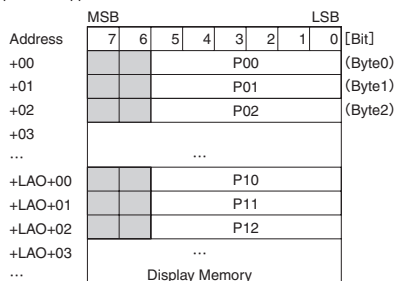 MSB LSB
Address 7 6 5 4 3 2 1 0 [Bit]
+00 P00 (Byte0)
+01 P01 (Byte1)
+02 P02 (Byte2)
+03
… …
+LAO+00 P10
+LAO+01 P11
+LAO+02 P12
+LAO+03 …
… Display Memory